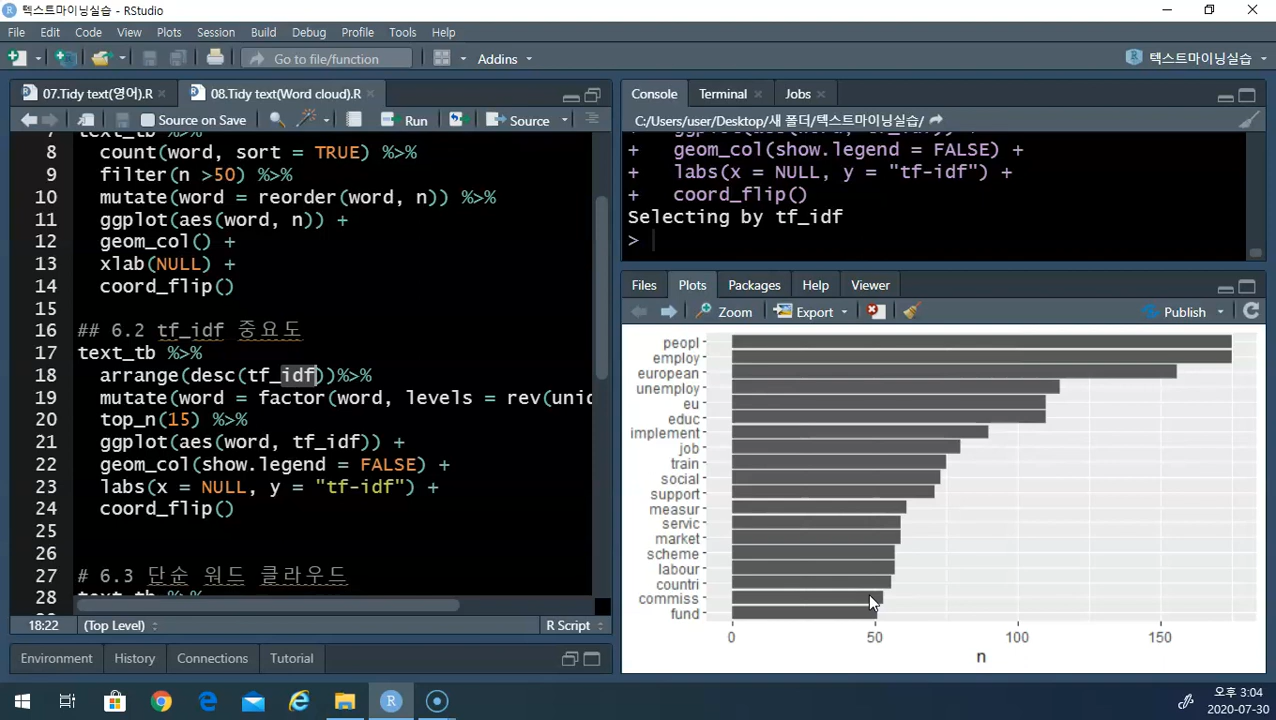 텍스트마이닝실습 - RStudio
File Edit Code View Plots Session Build Debug Profile Tools Help
Go to file/function Addins 텍스트마이닝실습
07.Tidy text(영어).R 08.Tidy text(Word cloud).R
Source on Save Run Source
8 count(word, sort = TRUE) %>%
9 filter(n >50) %>%
10 mutate(word = reorder(word, n)) %>%
11 ggplot(aes(word, n)) +
12 geom_col() +
13 xlab(NULL) +
14 coord_flip()
15
16 ## 6.2 tf_idf 중요도
17 text_tb %>%
18 arrange(desc(tf_idf))%>%
19 mutate(word = factor(word, levels = rev(uni
20 top_n(15) %>%
21 ggplot(aes(word, tf_idf)) +
22 geom_col(show.legend = FALSE) +
23 labs(x = NULL, y = "tf-idf") +
24 coord_flip()
25
26
27 # 6.3 단순 워드 클라우드
28 text_tb %>%
18:22 (Top Level) R Script
Environment History Connections Tutorial
Console Terminal Jobs
C:/Users/user/Desktop/새 폴더/텍스트마이닝실습/
+ geom_col(show.legend = FALSE) +
+ labs(x = NULL, y = "tf-idf") +
+ coord_flip()
Selecting by tf_idf
>
Files Plots Packages Help Viewer
Zoom Export Publish
peopl
employ
european
unemploy
eu
educ
implement
job
train
social
support
measur
servic
market
scheme
labour
countri
commiss
fund
0 50 100 150
n
오후 3:04
2020-07-30